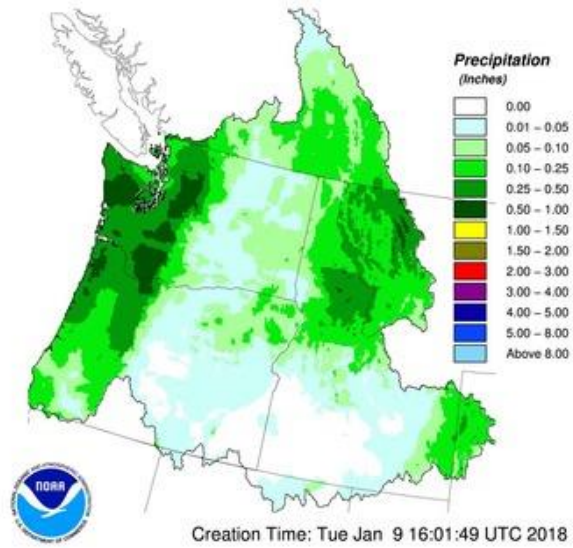 Precipitation
(Inches)
0.00
0.01 – 0.05
0.05 – 0.10
0.10 – 0.25
0.25 – 0.50
0.50 – 1.00
1.00 – 1.50
1.50 – 2.00
2.00 – 3.00
3.00 – 4.00
4.00 – 5.00
5.00 – 8.00
Above 8.00
NOAA
Creation Time: Tue Jan 9 16:01:49 UTC 2018